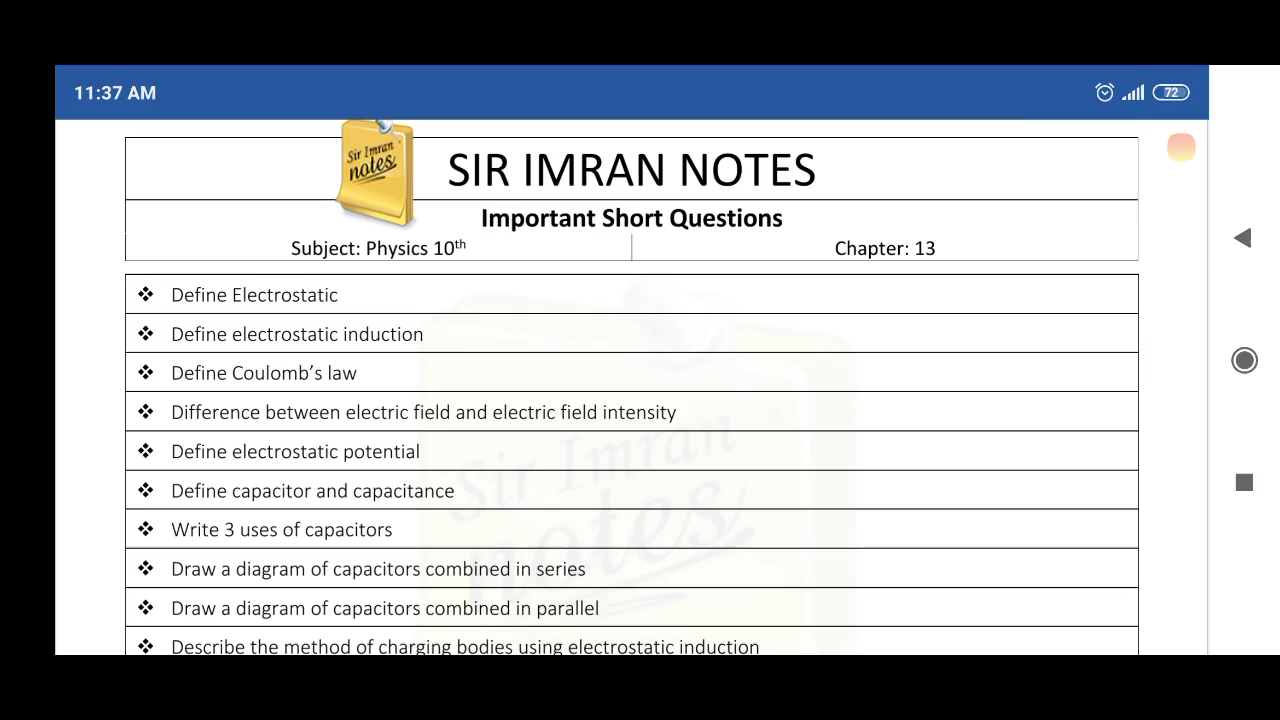 11:37 AM
72
Sir Imran
notes
SIR IMRAN NOTES
Important Short Questions
Subject: Physics 10th
Chapter: 13
❖ Define Electrostatic
❖ Define electrostatic induction
❖ Define Coulomb’s law
❖ Difference between electric field and electric field intensity
❖ Define electrostatic potential
❖ Define capacitor and capacitance
❖ Write 3 uses of capacitors
❖ Draw a diagram of capacitors combined in series
❖ Draw a diagram of capacitors combined in parallel
❖ Describe the method of charging bodies using electrostatic induction
Sir Imran
notes